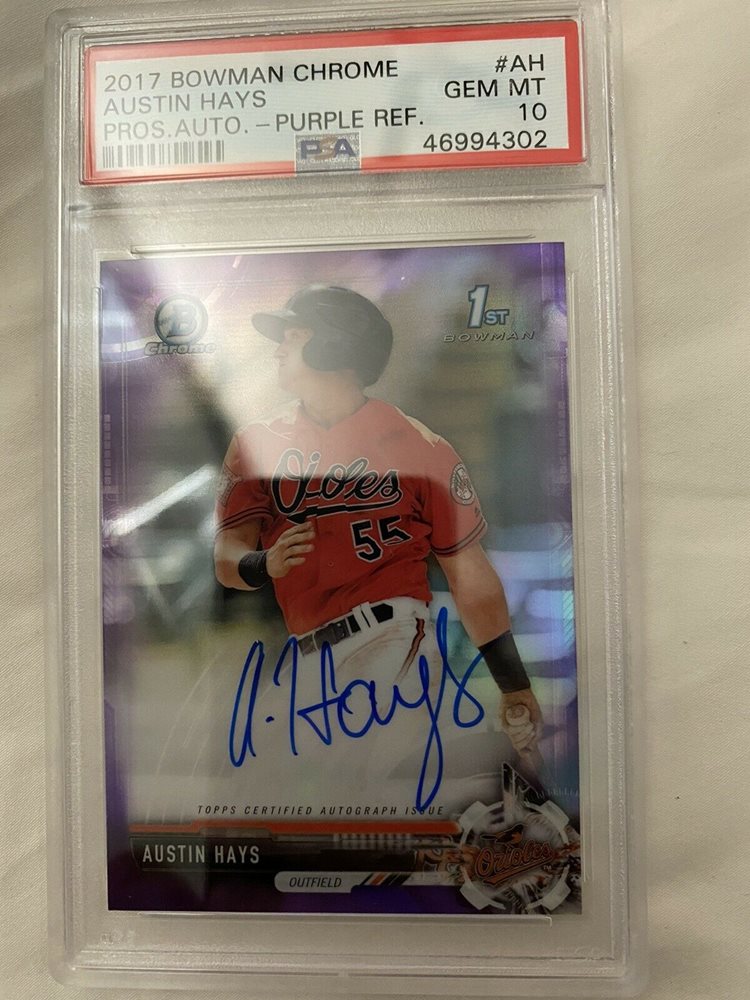 2017 BOWMAN CHROME #AH
AUSTIN HAYS GEM MT
PROS.AUTO.-PURPLE REF. 10
PSA 46994302
B
Chrome
1ST
BOWMAN
Orioles
55
A. Hays
TOPPS CERTIFIED AUTOGRAPH ISSUE
AUSTIN HAYS
Orioles
OUTFIELD